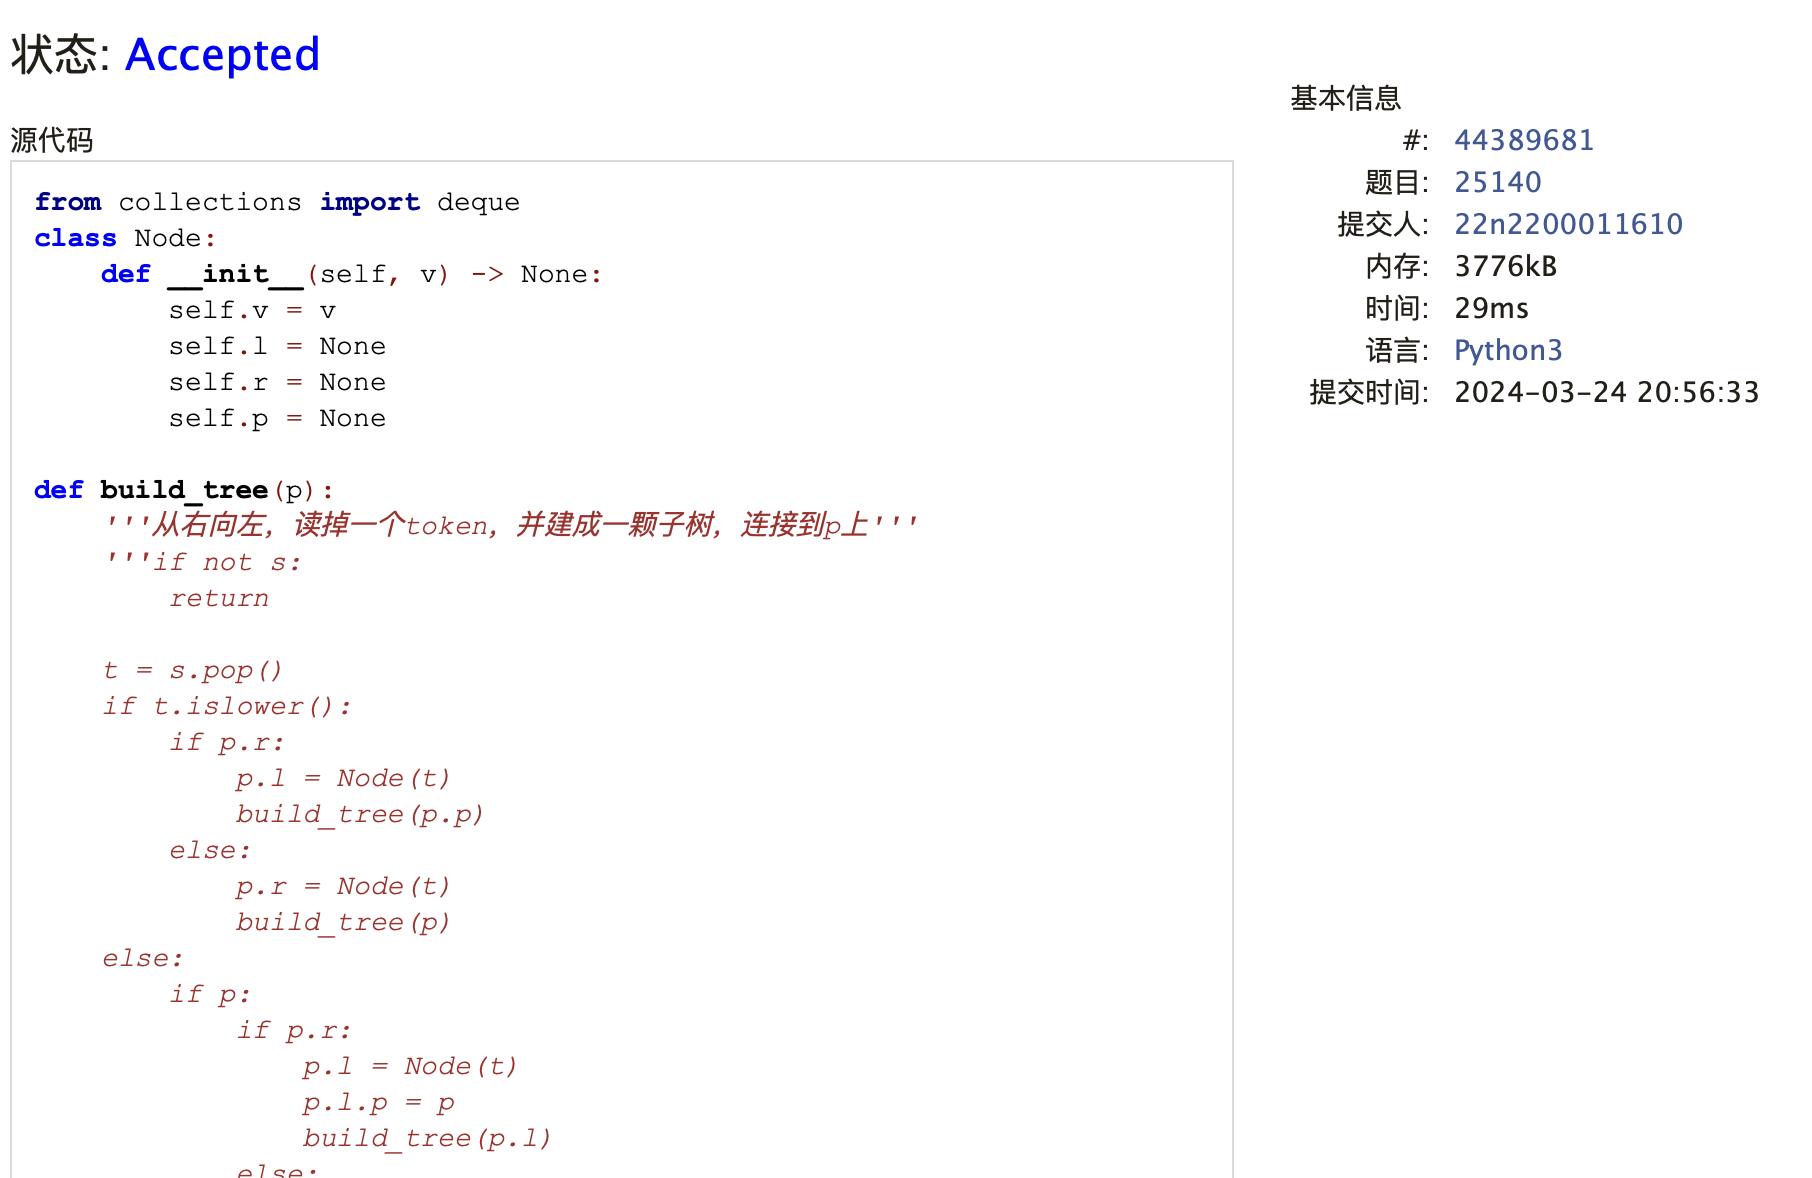 状态: Accepted
源代码
from collections import deque
class Node:
    def __init__(self, v) -> None:
        self.v = v
        self.l = None
        self.r = None
        self.p = None

def build_tree(p):
    '''从右向左，读掉一个token，并建成一颗子树，连接到p上'''
    '''if not s:
        return

    t = s.pop()
    if t.islower():
        if p.r:
            p.l = Node(t)
            build_tree(p.p)
        else:
            p.r = Node(t)
            build_tree(p)
    else:
        if p:
            if p.r:
                p.l = Node(t)
                p.l.p = p
                build_tree(p.l)
            else:
基本信息
#: 44389681
题目: 25140
提交人: 22n2200011610
内存: 3776kB
时间: 29ms
语言: Python3
提交时间: 2024-03-24 20:56:33